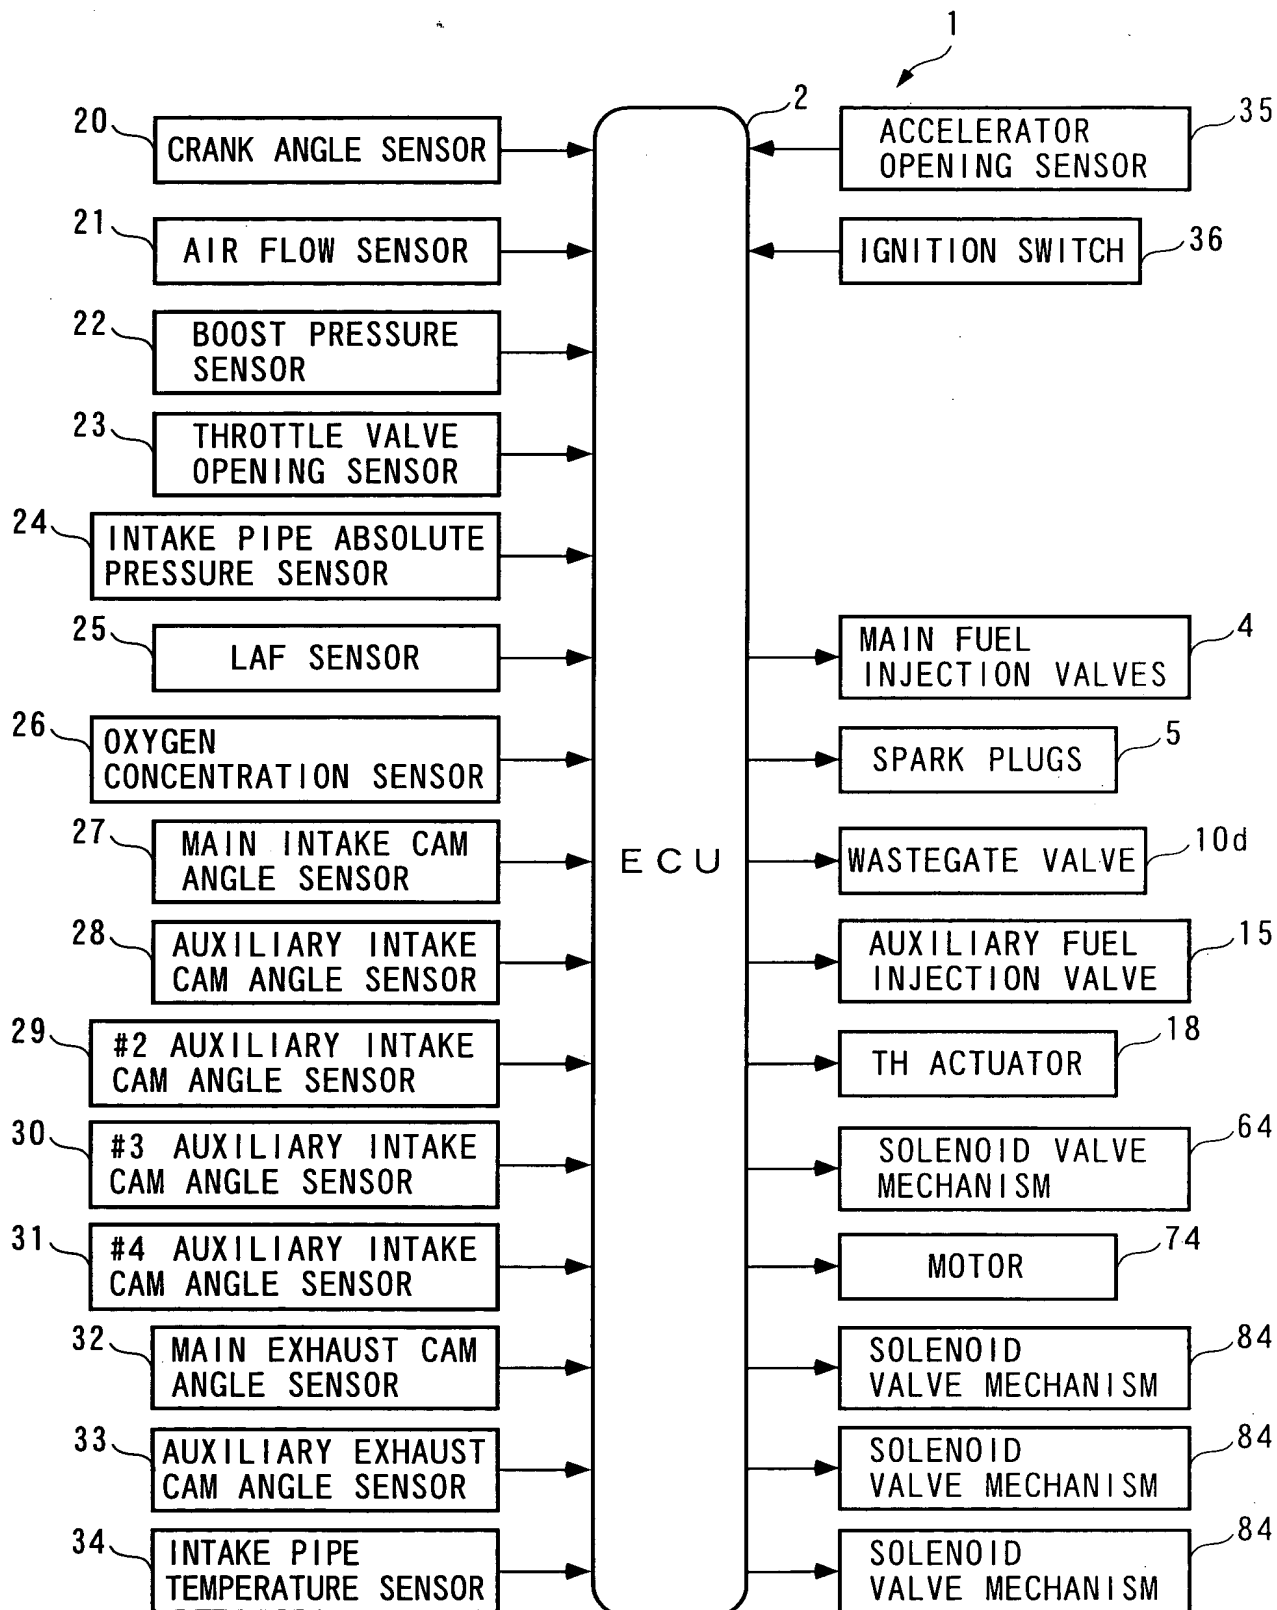 1
2
20
CRANK ANGLE SENSOR
21
AIR FLOW SENSOR
22
BOOST PRESSURE
SENSOR
23
THROTTLE VALVE
OPENING SENSOR
24
INTAKE PIPE ABSOLUTE
PRESSURE SENSOR
25
LAF SENSOR
26
OXYGEN
CONCENTRATION SENSOR
27
MAIN INTAKE CAM
ANGLE SENSOR
28
AUXILIARY INTAKE
CAM ANGLE SENSOR
29
#2 AUXILIARY INTAKE
CAM ANGLE SENSOR
30
#3 AUXILIARY INTAKE
CAM ANGLE SENSOR
31
#4 AUXILIARY INTAKE
CAM ANGLE SENSOR
32
MAIN EXHAUST CAM
ANGLE SENSOR
33
AUXILIARY EXHAUST
CAM ANGLE SENSOR
34
INTAKE PIPE
TEMPERATURE SENSOR
ECU
35
ACCELERATOR
OPENING SENSOR
36
IGNITION SWITCH
4
MAIN FUEL
INJECTION VALVES
5
SPARK PLUGS
10d
WASTEGATE VALVE
15
AUXILIARY FUEL
INJECTION VALVE
18
TH ACTUATOR
64
SOLENOID VALVE
MECHANISM
74
MOTOR
84
SOLENOID
VALVE MECHANISM
84
SOLENOID
VALVE MECHANISM
84
SOLENOID
VALVE MECHANISM